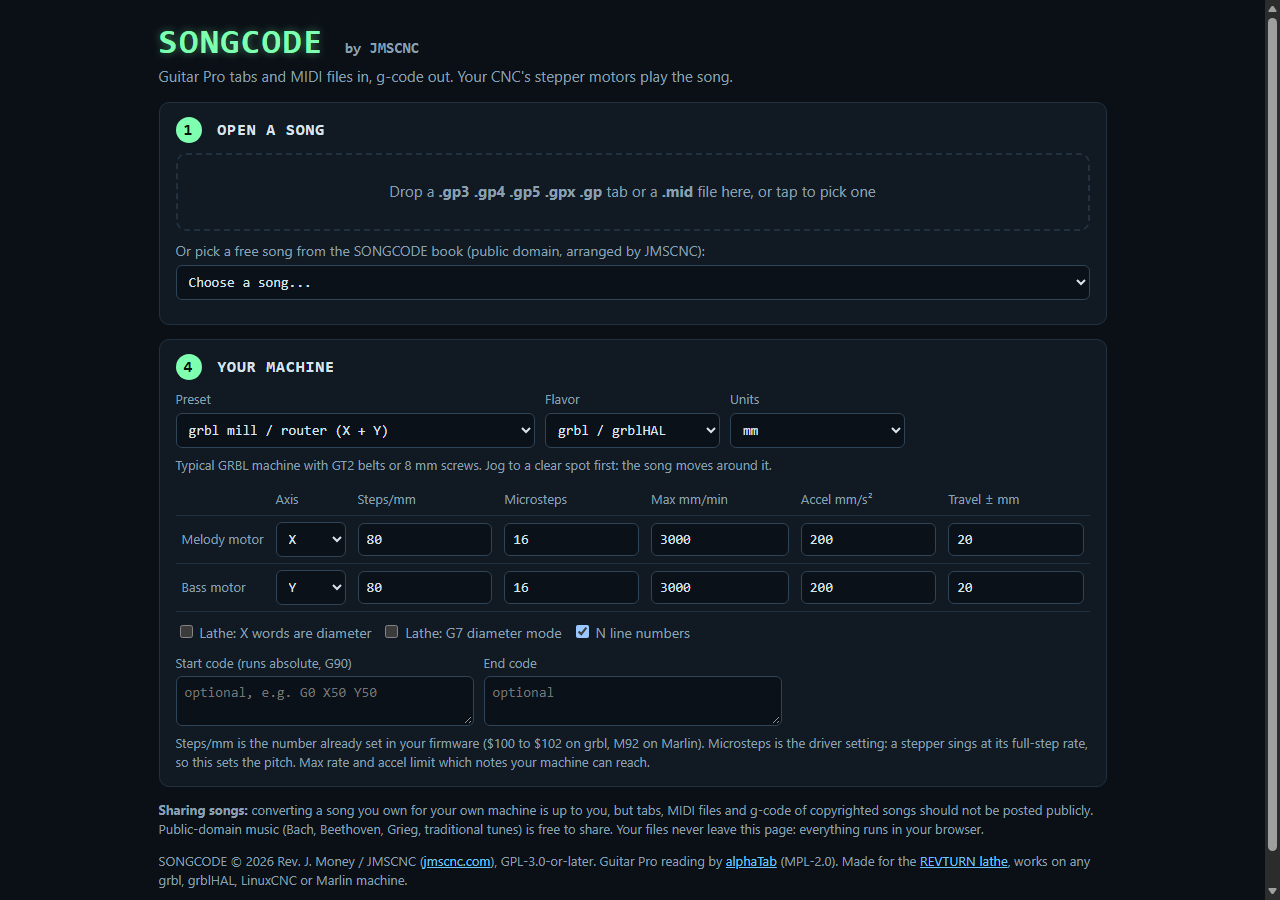 SONGCODE by JMSCNC
Guitar Pro tabs and MIDI files in, g-code out. Your CNC's stepper motors play the song.
1 OPEN A SONG
Drop a .gp3 .gp4 .gp5 .gpx .gp tab or a .mid file here, or tap to pick one
Or pick a free song from the SONGCODE book (public domain, arranged by JMSCNC):
Choose a song...
4 YOUR MACHINE
Preset Flavor Units
grbl mill / router (X + Y) grbl / grblHAL mm
Typical GRBL machine with GT2 belts or 8 mm screws. Jog to a clear spot first: the song moves around it.
Axis Steps/mm Microsteps Max mm/min Accel mm/s² Travel ± mm
Melody motor X 80 16 3000 200 20
Bass motor Y 80 16 3000 200 20
Lathe: X words are diameter Lathe: G7 diameter mode N line numbers
Start code (runs absolute, G90) End code
optional, e.g. G0 X50 Y50 optional
Steps/mm is the number already set in your firmware ($100 to $102 on grbl, M92 on Marlin). Microsteps is the driver setting: a stepper sings at its full-step rate,
so this sets the pitch. Max rate and accel limit which notes your machine can reach.
Sharing songs: converting a song you own for your own machine is up to you, but tabs, MIDI files and g-code of copyrighted songs should not be posted publicly.
Public-domain music (Bach, Beethoven, Grieg, traditional tunes) is free to share. Your files never leave this page: everything runs in your browser.
SONGCODE © 2026 Rev. J. Money / JMSCNC (jmscnc.com), GPL-3.0-or-later. Guitar Pro reading by alphaTab (MPL-2.0). Made for the REVTURN lathe, works on any
grbl, grblHAL, LinuxCNC or Marlin machine.